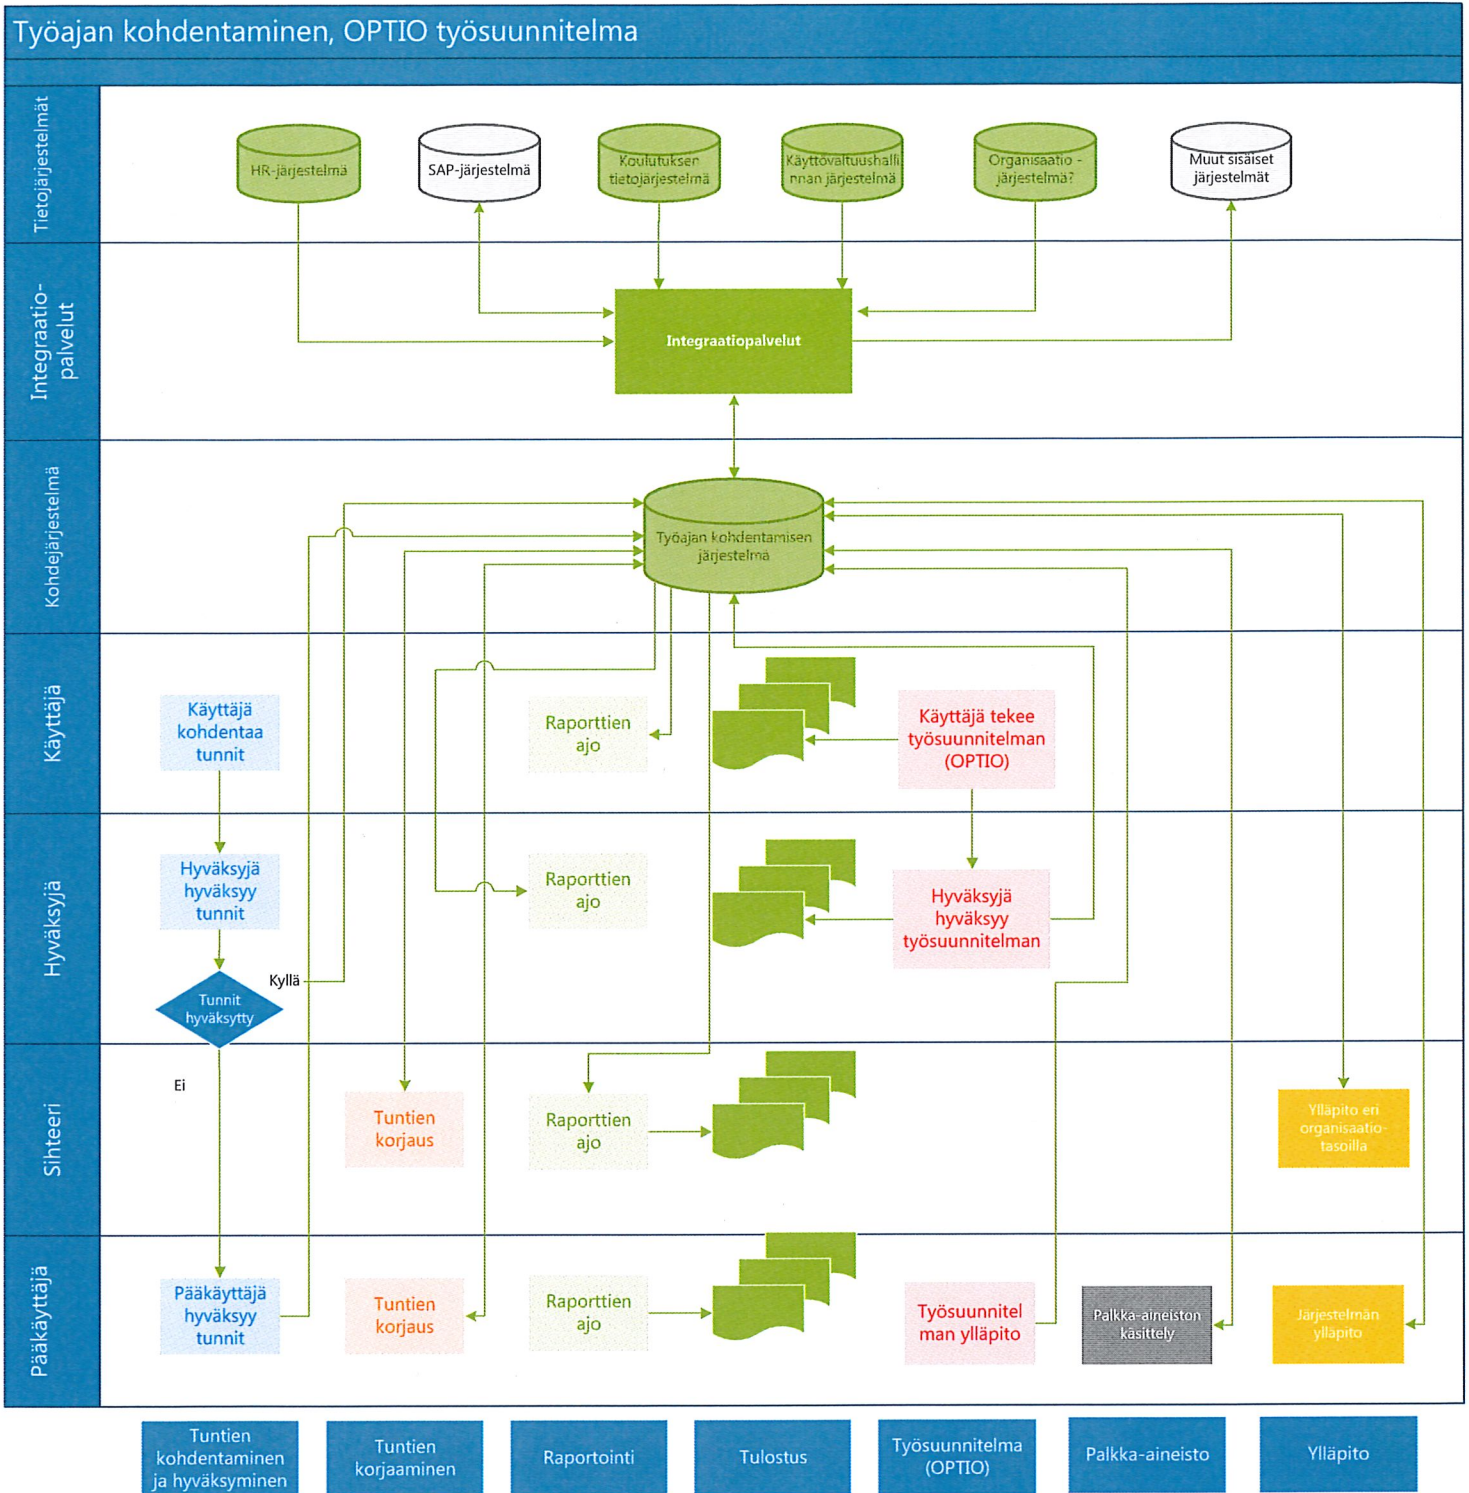 Työajan kohdentaminen, OPTIO työsuunnitelma
Tietojärjestelmät
HR-järjestelmä
SAP-järjestelmä
Koulutuksen
tietojärjestelmä
Käyttövaltuushalli
nnan järjestelmä
Organisaatio -
järjestelmä?
Muut sisäiset
järjestelmät
Integraatio-
palvelut
Integraatiopalvelut
Kohdejärjestelmä
Työajan kohdentamisen
järjestelmä
Käyttäjä
Käyttäjä
kohdentaa
tunnit
Raporttien
ajo
Käyttäjä tekee
työsuunnitelman
(OPTIO)
Hyväksyjä
Hyväksyjä
hyväksyy
tunnit
Raporttien
ajo
Hyväksyjä
hyväksyy
työsuunnitelman
Kyllä
Tunnit
hyväksytty
Sihteeri
Ei
Tuntien
korjaus
Raporttien
ajo
Ylläpito eri
organisaatio-
tasoilla
Pääkäyttäjä
Pääkäyttäjä
hyväksyy
tunnit
Tuntien
korjaus
Raporttien
ajo
Työsuunnitel
man ylläpito
Palkka-aineiston
käsittely
Järjestelmän
ylläpito
Tuntien
kohdentaminen
ja hyväksyminen
Tuntien
korjaaminen
Raportointi
Tulostus
Työsuunnitelma
(OPTIO)
Palkka-aineisto
Ylläpito